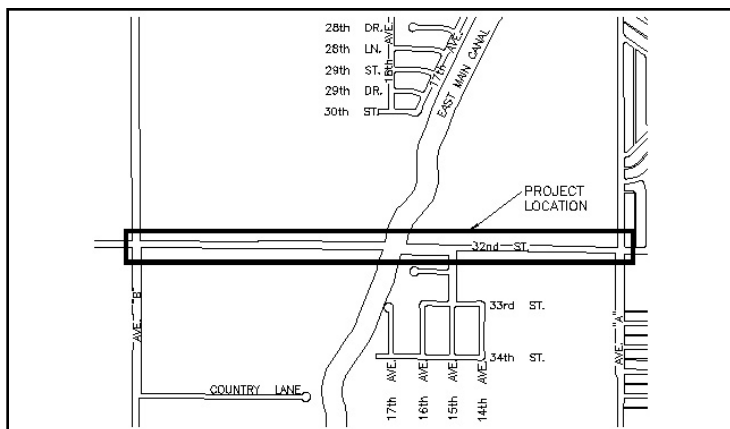 28th DR.
28th LN.
29th ST.
29th DR.
30th ST.
AVE.
18th
17th AVE.
EAST MAIN CANAL
PROJECT
LOCATION
32nd ST.
AVE. "B"
AVE. "A"
33rd ST.
34th ST.
COUNTRY LANE
17th AVE.
16th AVE.
15th AVE.
14th AVE.